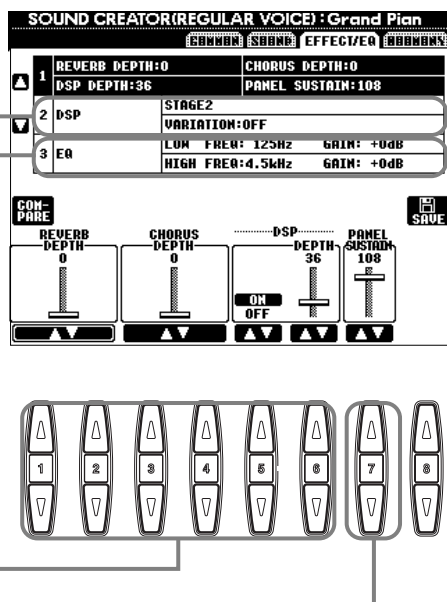 SOUND CREATOR(REGULAR VOICE) : Grand Pian
COMMON SOUND EFFECT/EQ HARMONY
1 REVERB DEPTH:0 CHORUS DEPTH:0
DSP DEPTH:36 PANEL SUSTAIN:108
2 DSP STAGE2
VARIATION:OFF
3 EQ LOW FREQ: 125Hz GAIN: +0dB
HIGH FREQ:4.5kHz GAIN: +0dB
COM-
PARE
SAVE
REVERB DEPTH 0
CHORUS DEPTH 0
DSP DEPTH 36
ON
OFF
PANEL SUSTAIN 108
1 2 3 4 5 6 7 8